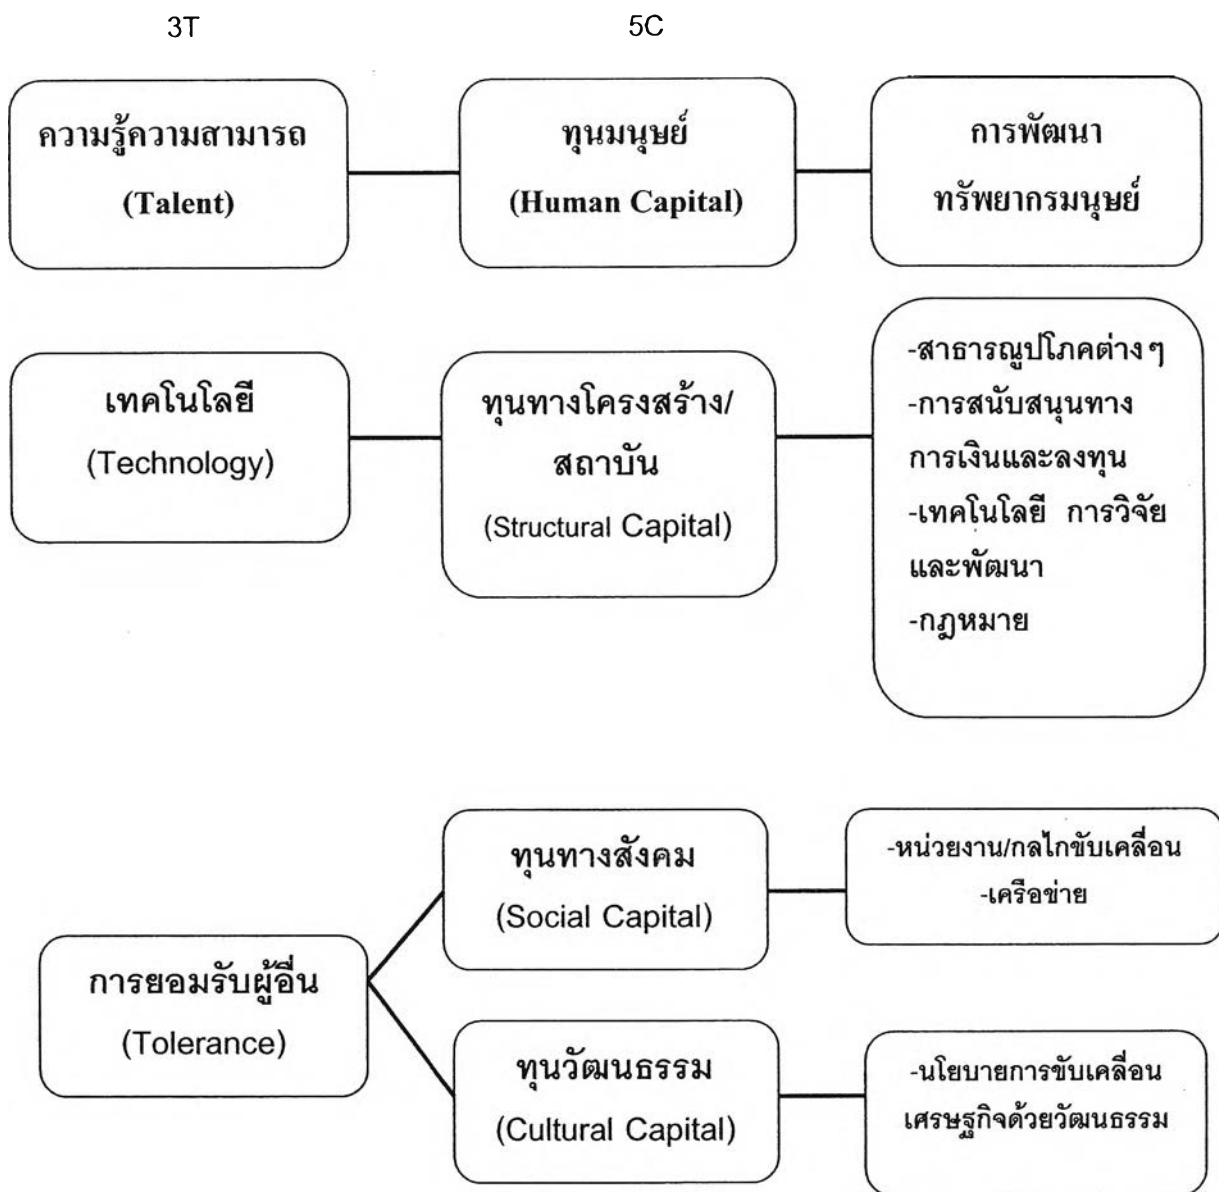 3T
5C
ความรู้ความสามารถ
(Talent)
ทุนมนุษย์
(Human Capital)
การพัฒนา
ทรัพยากรมนุษย์
เทคโนโลยี
(Technology)
ทุนทางโครงสร้าง/
สถาบัน
(Structural Capital)
-สาธารณูปโภคต่างๆ
-การสนับสนุนทาง
การเงินและลงทุน
-เทคโนโลยี การวิจัย
และพัฒนา
-กฎหมาย
การยอมรับผู้อื่น
(Tolerance)
ทุนทางสังคม
(Social Capital)
-หน่วยงาน/กลไกขับเคลื่อน
-เครือข่าย
ทุนวัฒนธรรม
(Cultural Capital)
-นโยบายการขับเคลื่อน
เศรษฐกิจด้วยวัฒนธรรม